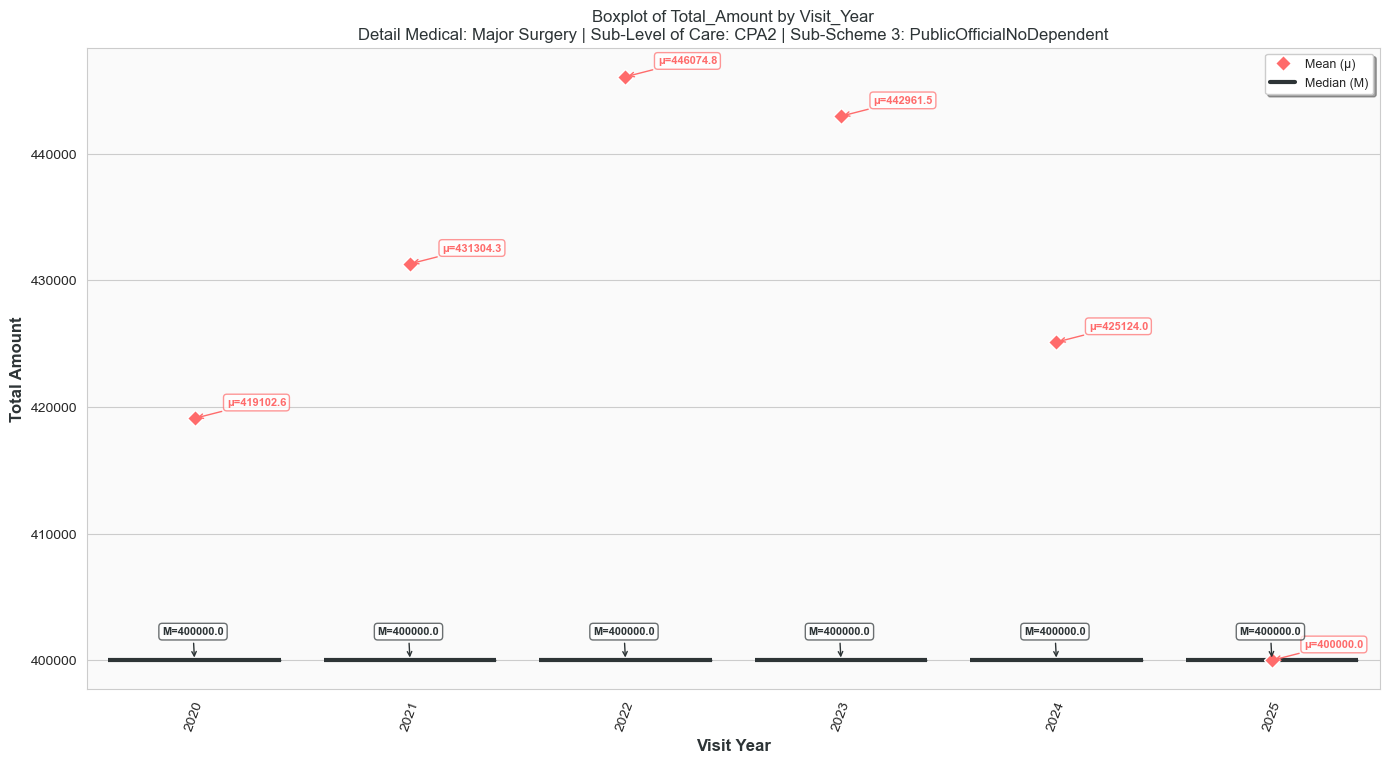 Boxplot of Total_Amount by Visit_Year
Detail Medical: Major Surgery | Sub-Level of Care: CPA2 | Sub-Scheme 3: PublicOfficialNoDependent
Mean (μ)
Median (M)
μ=446074.8
μ=442961.5
μ=431304.3
μ=425124.0
μ=419102.6
440000
430000
420000
410000
400000
Total Amount
M=400000.0
M=400000.0
M=400000.0
M=400000.0
M=400000.0
M=400000.0
μ=400000.0
2020
2021
2022
2023
2024
2025
Visit Year